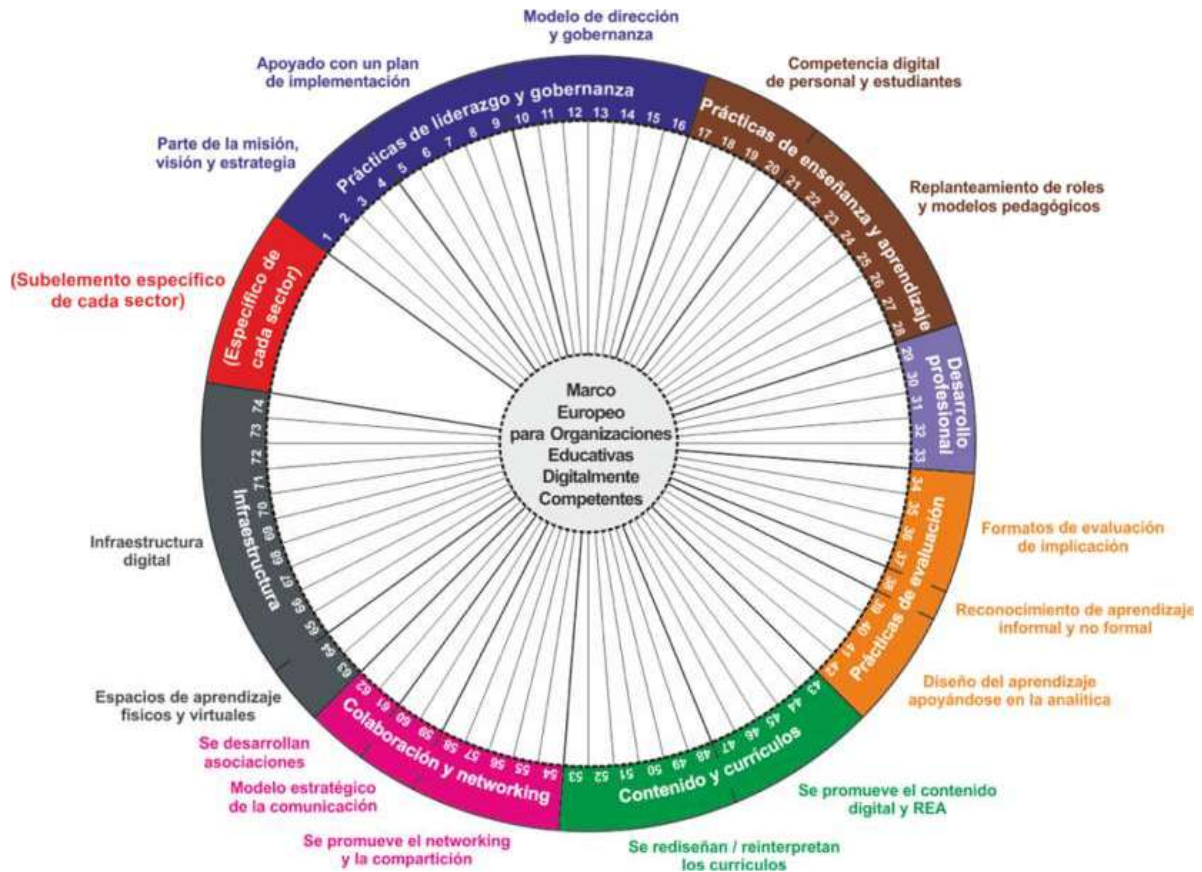 Modelo de dirección
y gobernanza
Apoyado con un plan
de implementación
Parte de la misión,
visión y estrategia
Competencia digital
de personal y estudiantes
Replanteamiento de roles
y modelos pedagógicos
(Subelemento específico
de cada sector)
Prácticas de liderazgo y gobernanza
Prácticas de enseñanza y aprendizaje
Desarrollo
profesional
Prácticas de evaluación
Contenido y currículos
Colaboración y networking
Infraestructura
(Específico de
cada sector)
1
2
3
4
5
6
7
8
9
10
11
12
13
14
15
16
17
18
19
20
21
22
23
24
25
26
27
28
29
30
31
32
33
34
35
36
37
38
39
40
41
42
43
44
45
46
47
48
49
50
51
52
53
54
55
56
57
58
59
60
61
62
63
64
65
66
67
68
69
70
71
72
73
74
Marco
Europeo
para Organizaciones
Educativas
Digitalmente
Competentes
Formatos de evaluación
de implicación
Reconocimiento de aprendizaje
informal y no formal
Diseño del aprendizaje
apoyándose en la analítica
Se promueve el contenido
digital y REA
Se rediseñan / reinterpretan
los currículos
Se promueve el networking
y la compartición
Modelo estratégico
de la comunicación
Se desarrollan
asociaciones
Espacios de aprendizaje
físicos y virtuales
Infraestructura
digital